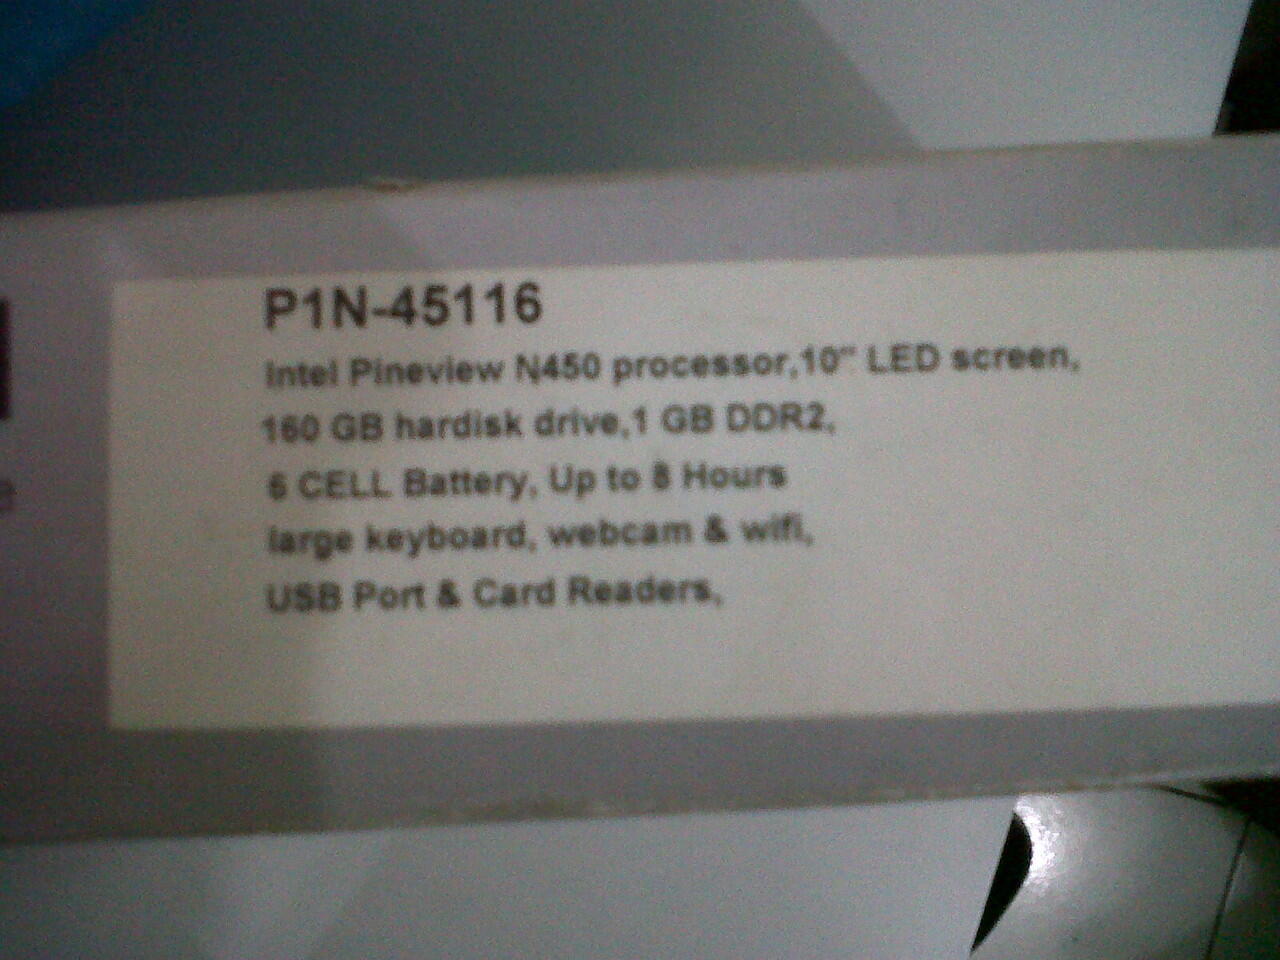 P1N-45116
Intel Pineview N450 processor,10" LED screen,
160 GB hardisk drive,1 GB DDR2,
6 CELL Battery, Up to 8 Hours
large keyboard, webcam & wifi,
USB Port & Card Readers,